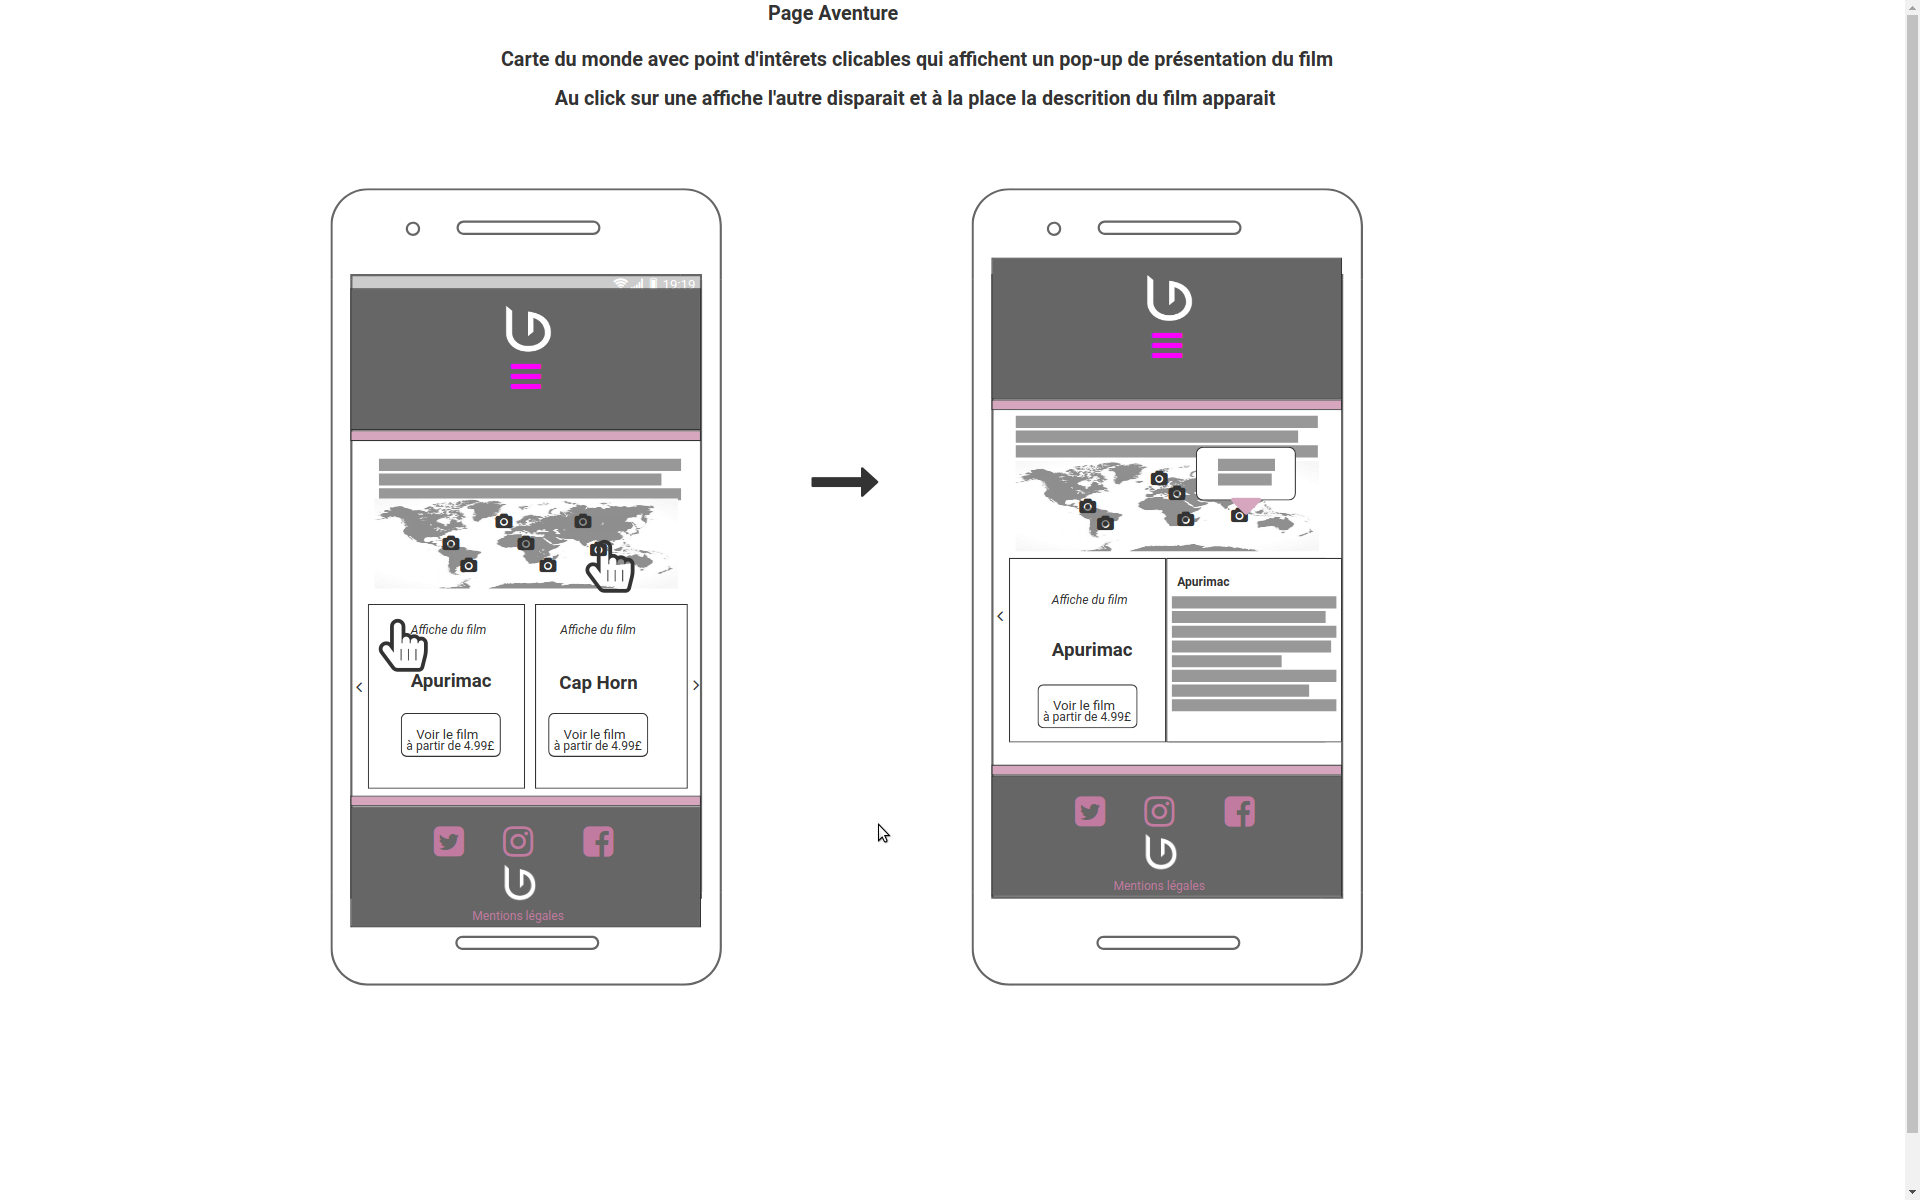 Page Aventure
Carte du monde avec point d'intêrets clicables qui affichent un pop-up de présentation du film
Au click sur une affiche l'autre disparait et à la place la descrition du film apparait
19:19
Affiche du film
Apurimac
Voir le film
à partir de 4.99£
Affiche du film
Cap Horn
Voir le film
à partir de 4.99£
Mentions légales
Affiche du film
Apurimac
Voir le film
à partir de 4.99£
Apurimac
Mentions légales